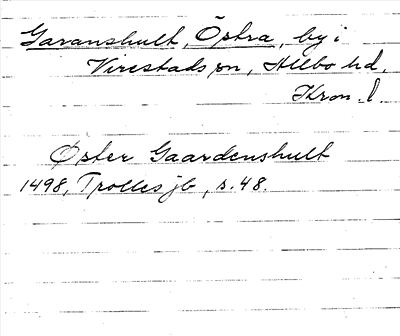 Garanshult, Östra, by i
Virestads sn, Allbo hd,
Kron. l.
Öster Gaardenshult
1498, Trolles jb, s. 48.